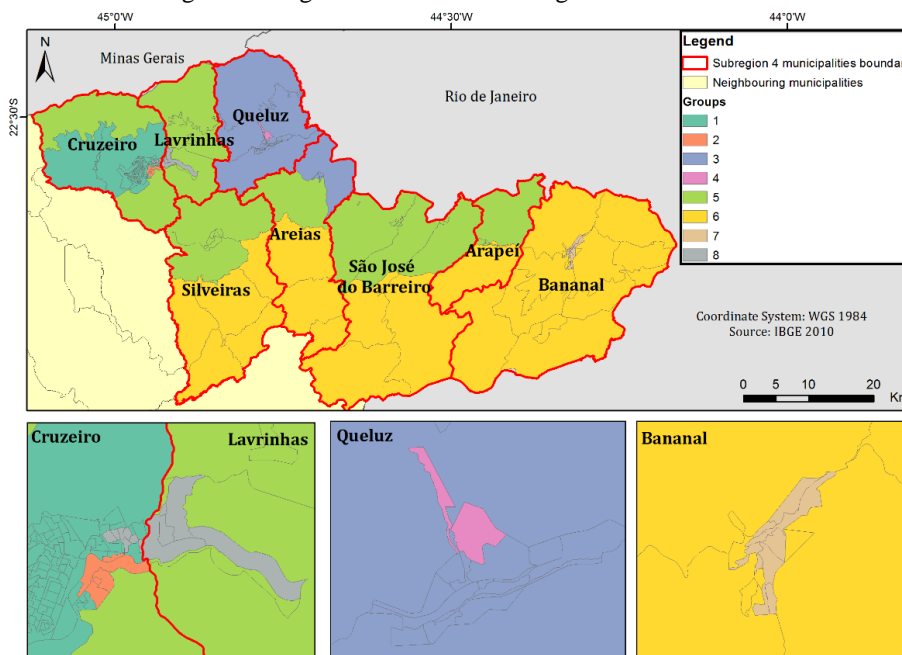 45°0'W
44°30'W
44°0'W
N
Minas Gerais
Rio de Janeiro
22°30'S
Queluz
Cruzeiro
Lavrinhas
Areias
Silveiras
São José
do Barreiro
Arapeí
Bananal
Legend
Subregion 4 municipalities boundar
Neighbouring municipalities
Groups
1
2
3
4
5
6
7
8
Coordinate System: WGS 1984
Source: IBGE 2010
0 5 10 20
Km
Cruzeiro
Lavrinhas
Queluz
Bananal